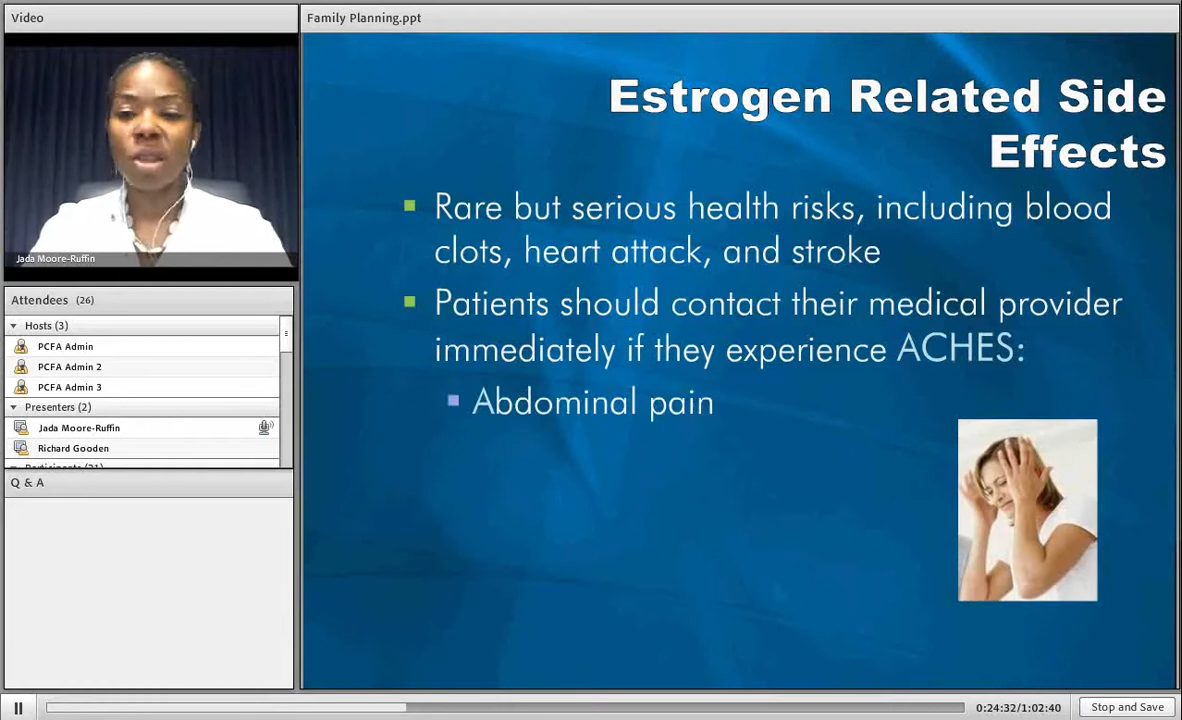 Video
Jada Moore-Ruffin
Attendees (26)
Hosts (3)
PCFA Admin
PCFA Admin 2
PCFA Admin 3
Presenters (2)
Jada Moore-Ruffin
Richard Gooden
Participants (21)
Q & A
Family Planning.ppt
Estrogen Related Side
Effects
Rare but serious health risks, including blood
clots, heart attack, and stroke
Patients should contact their medical provider
immediately if they experience ACHES:
Abdominal pain
0:24:32/1:02:40
Stop and Save